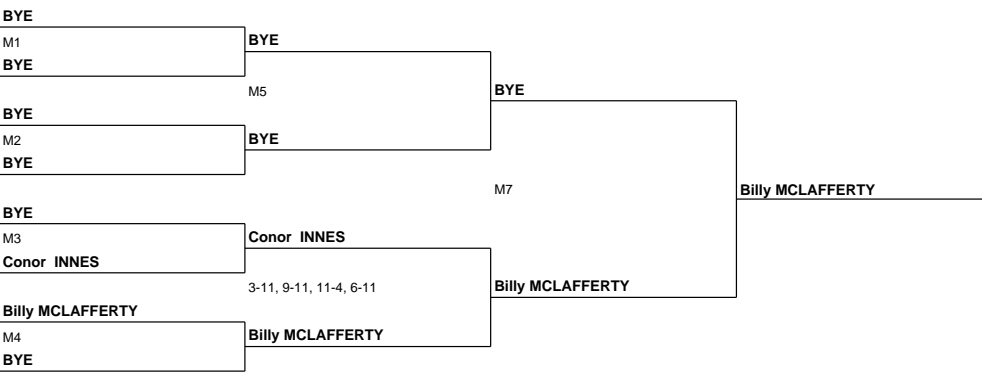 BYE
M1
BYE
BYE
M5
BYE
BYE
M2
BYE
BYE
M7
Billy MCLAFFERTY
BYE
M3
Conor INNES
Conor INNES
3-11, 9-11, 11-4, 6-11
Billy MCLAFFERTY
Billy MCLAFFERTY
M4
Billy MCLAFFERTY
BYE